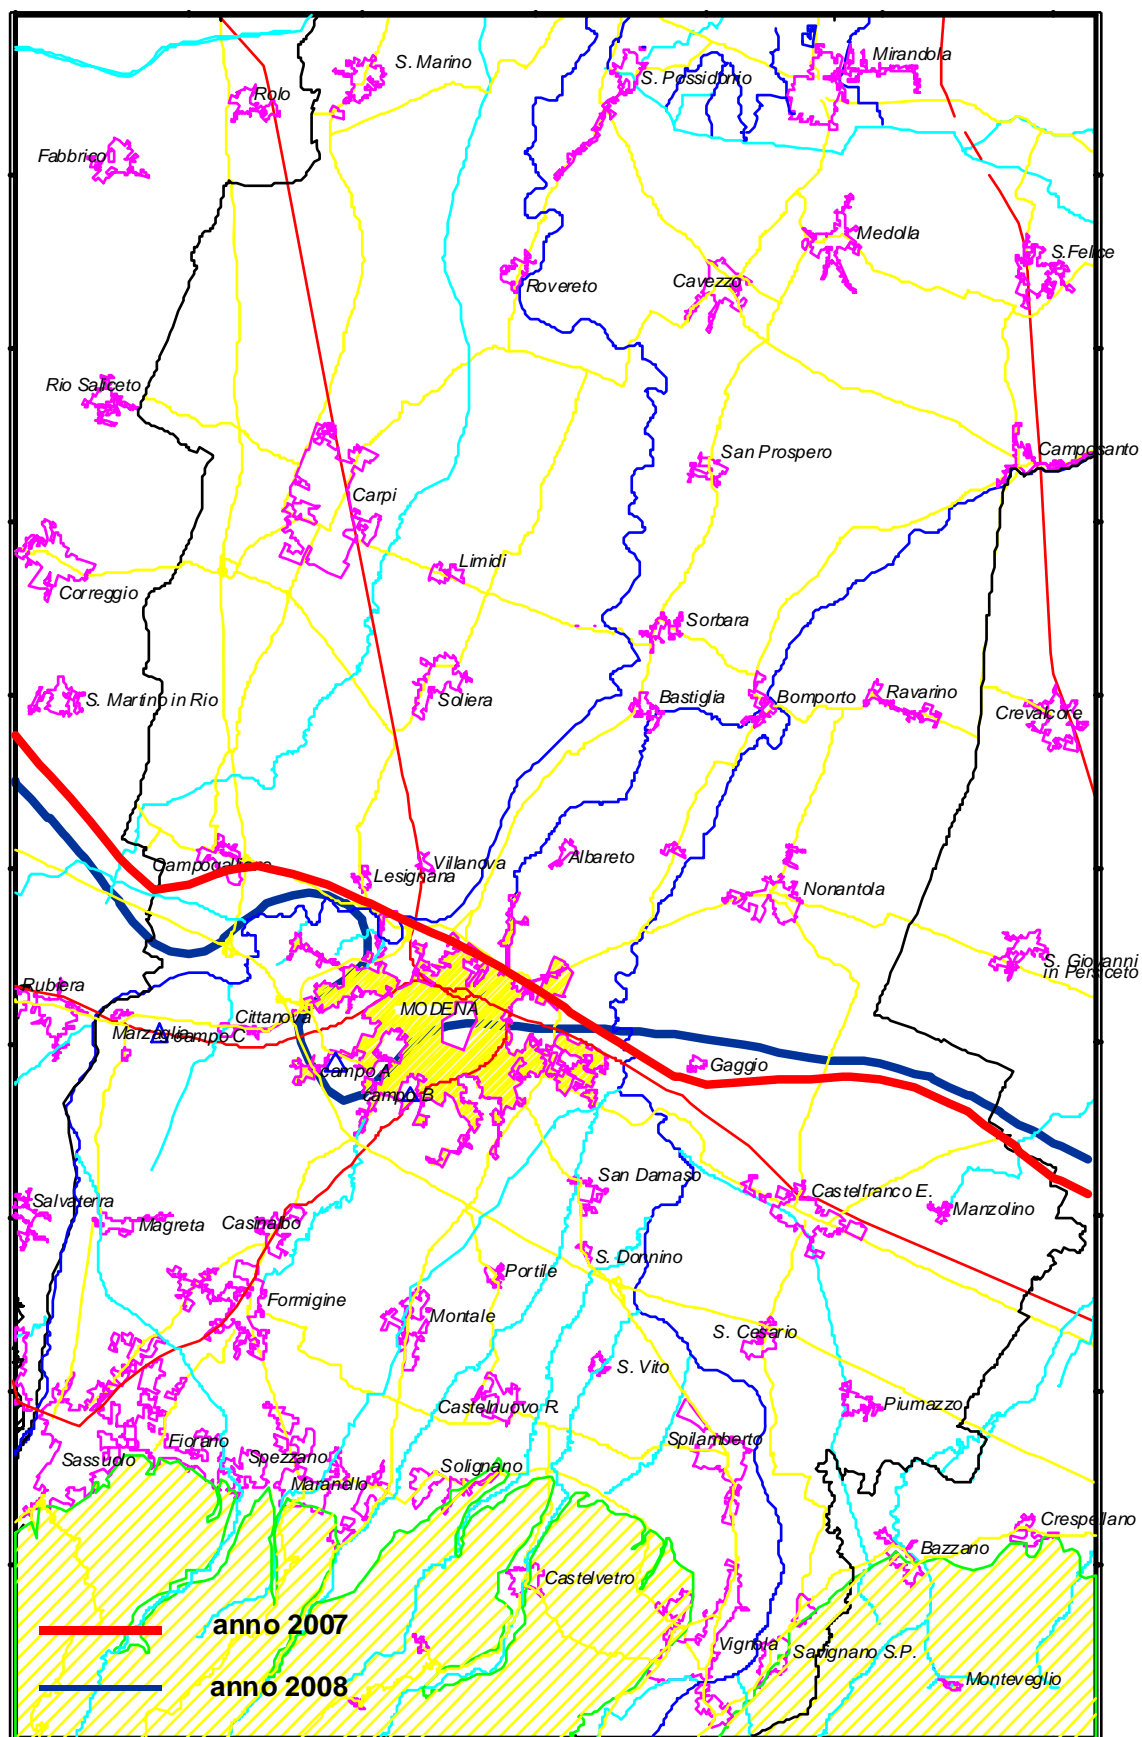 S. Marino
Mirandola
S. Possidonio
Rolo
Fabbrico
Medolla
S.Felice
Rovereto
Cavezzo
Rio Saliceto
San Prospero
Camposanto
Carpi
Limidi
Correggio
Sorbara
S. Martino in Rio
Soliera
Bastiglia
Bomporto
Ravarino
Crevalcore
Campogalliano
Villanova
Albareto
Lesignana
Nonantola
S. Giovanni
in Persiceto
Rubiera
MODENA
Cittanova
Marzaglia
campo C
Gaggio
campo A
campo B
San Damaso
Castelfranco E.
Salvaterra
Magreta
Casinalbo
Manzolino
S. Donnino
Portile
Formigine
Montale
S. Cesario
S. Vito
Castelnuovo R.
Piumazzo
Fiorano
Spilamberto
Sassuolo
Spezzano
Solignano
Maranello
Crespellano
Bazzano
Castelvetro
anno 2007
Vignola
Savignano S.P.
anno 2008
Monteveglio